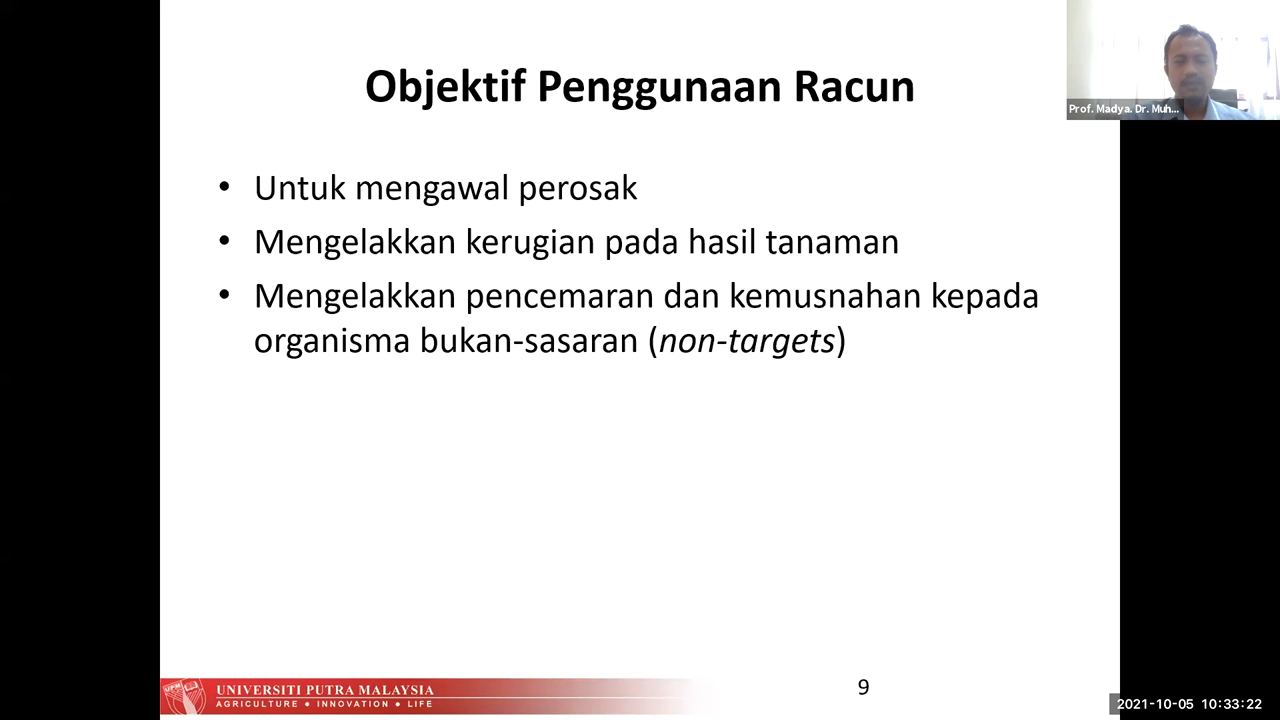 Objektif Penggunaan Racun
Prof. Madya. Dr. Muh...
• Untuk mengawal perosak
• Mengelakkan kerugian pada hasil tanaman
• Mengelakkan pencemaran dan kemusnahan kepada
organisma bukan-sasaran (non-targets)
UPM
UNIVERSITI PUTRA MALAYSIA
AGRICULTURE • INNOVATION • LIFE
9
2021-10-05 10:33:22